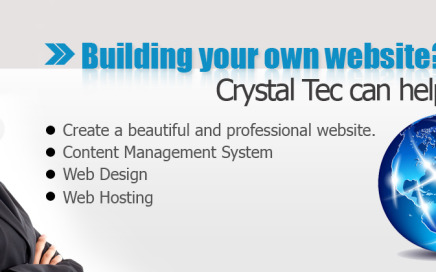 Building your own website?
Crystal Tec can help
Create a beautiful and professional website.
Content Management System
Web Design
Web Hosting